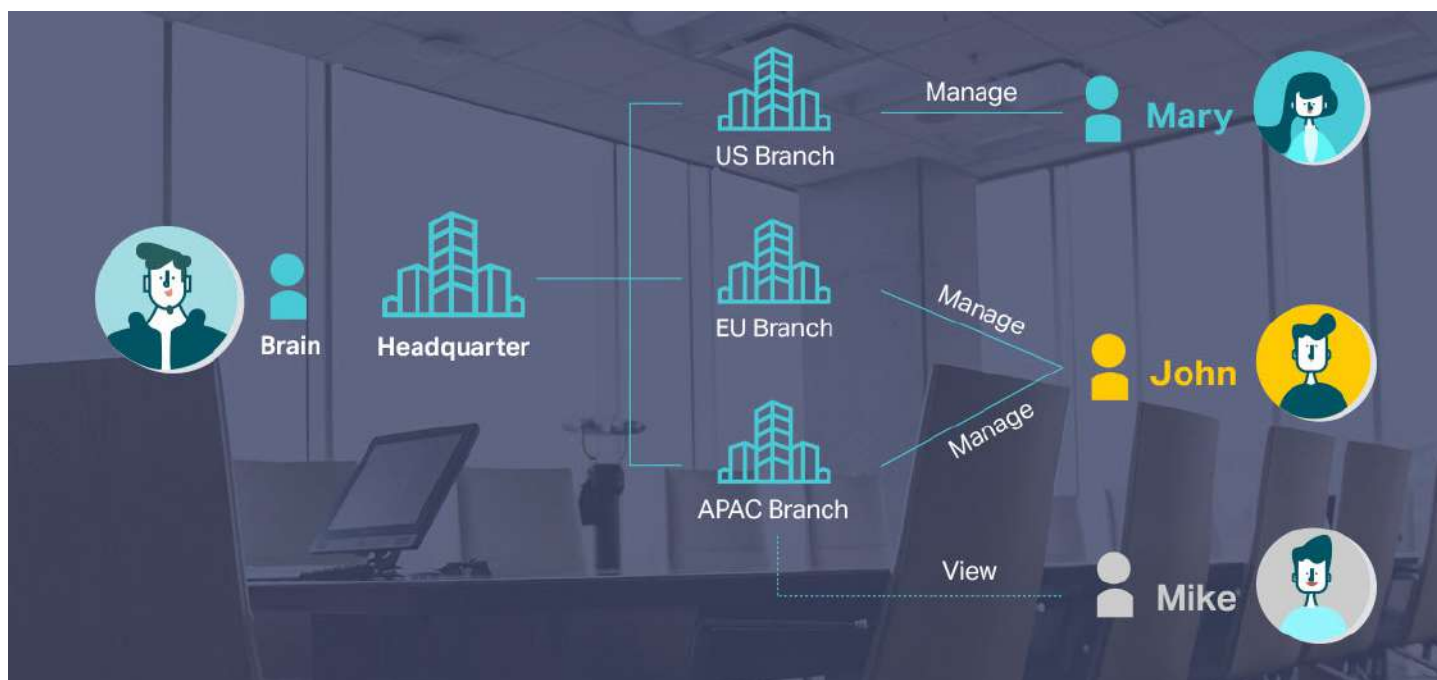 Manage
Mary
US Branch
Brain
Headquarter
EU Branch
Manage
John
Manage
APAC Branch
View
Mike